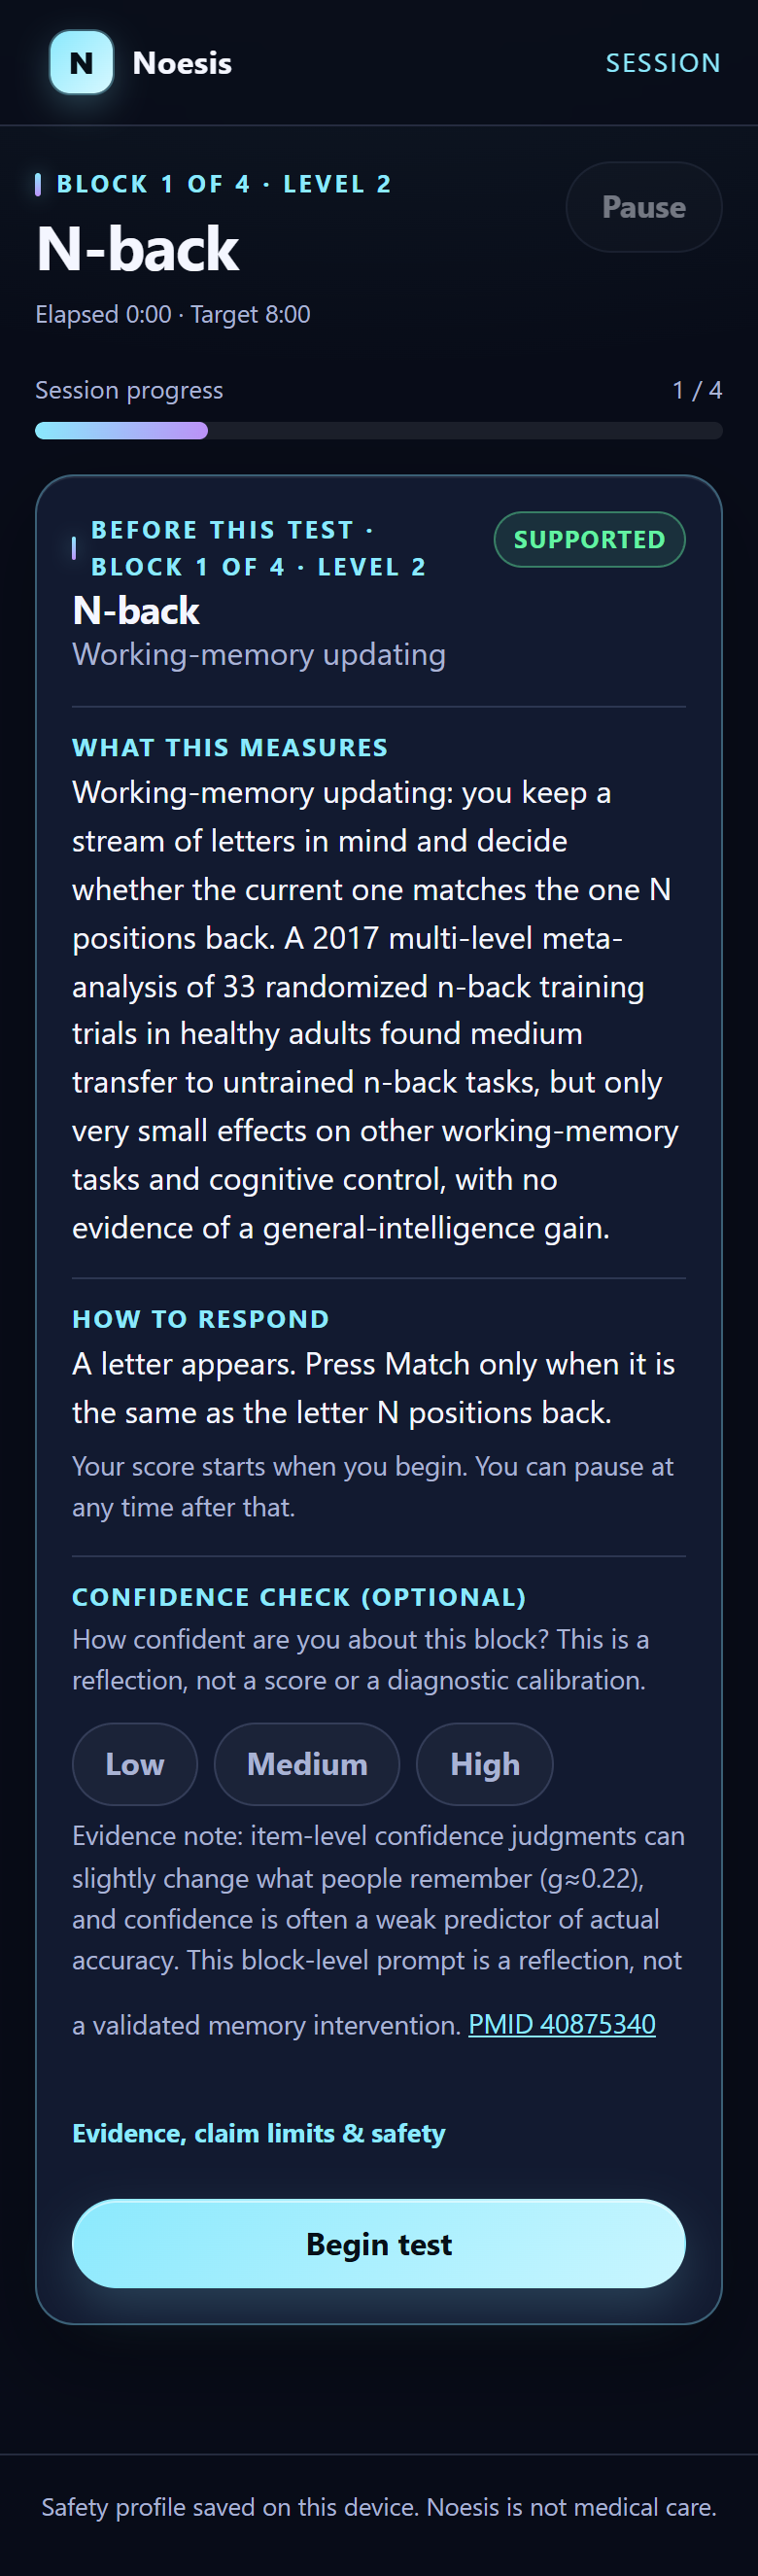 N Noesis SESSION
BLOCK 1 OF 4 · LEVEL 2
Pause
N-back
Elapsed 0:00 · Target 8:00
Session progress 1 / 4
BEFORE THIS TEST ·
BLOCK 1 OF 4 · LEVEL 2
SUPPORTED
N-back
Working-memory updating
WHAT THIS MEASURES
Working-memory updating: you keep a
stream of letters in mind and decide
whether the current one matches the one N
positions back. A 2017 multi-level meta-
analysis of 33 randomized n-back training
trials in healthy adults found medium
transfer to untrained n-back tasks, but only
very small effects on other working-memory
tasks and cognitive control, with no
evidence of a general-intelligence gain.
HOW TO RESPOND
A letter appears. Press Match only when it is
the same as the letter N positions back.
Your score starts when you begin. You can pause at
any time after that.
CONFIDENCE CHECK (OPTIONAL)
How confident are you about this block? This is a
reflection, not a score or a diagnostic calibration.
Low Medium High
Evidence note: item-level confidence judgments can
slightly change what people remember (g≈0.22),
and confidence is often a weak predictor of actual
accuracy. This block-level prompt is a reflection, not
a validated memory intervention. PMID 40875340
Evidence, claim limits & safety
Begin test
Safety profile saved on this device. Noesis is not medical care.